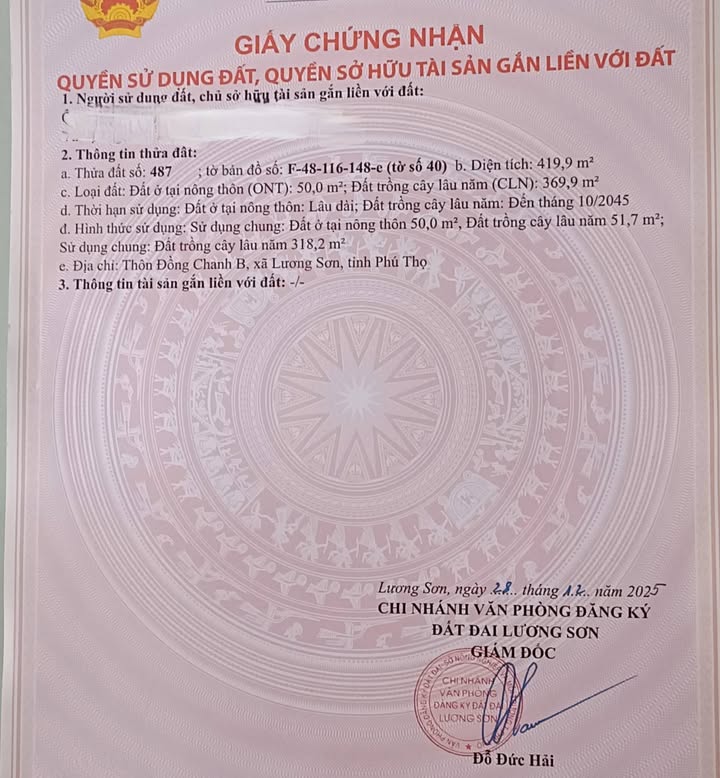 GIẤY CHỨNG NHẬN
QUYỀN SỬ DỤNG ĐẤT, QUYỀN SỞ HỮU TÀI SẢN GẮN LIỀN VỚI ĐẤT
1. Người sử dụng đất, chủ sở hữu tài sản gắn liền với đất:
2. Thông tin thửa đất:
a. Thửa đất số: 487 ; tờ bản đồ số: F-48-116-148-c (tờ số 40) b. Diện tích: 419,9 m²
c. Loại đất: Đất ở tại nông thôn (ONT): 50,0 m²; Đất trồng cây lâu năm (CLN): 369,9 m²
d. Thời hạn sử dụng: Đất ở tại nông thôn: Lâu dài; Đất trồng cây lâu năm: Đến tháng 10/2045
đ. Hình thức sử dụng: Sử dụng chung: Đất ở tại nông thôn 50,0 m², Đất trồng cây lâu năm 51,7 m²;
Sử dụng chung: Đất trồng cây lâu năm 318,2 m²
e. Địa chỉ: Thôn Đồng Chanh B, xã Lương Sơn, tỉnh Phú Thọ
3. Thông tin tài sản gắn liền với đất: -/-
Lương Sơn, ngày 28 tháng 12 năm 2025
CHI NHÁNH VĂN PHÒNG ĐĂNG KÝ
ĐẤT ĐAI LƯƠNG SƠN
GIÁM ĐỐC
CHI NHÁNH
VĂN PHÒNG
ĐĂNG KÝ ĐẤT ĐAI
LƯƠNG SƠN
Đỗ Đức Hải